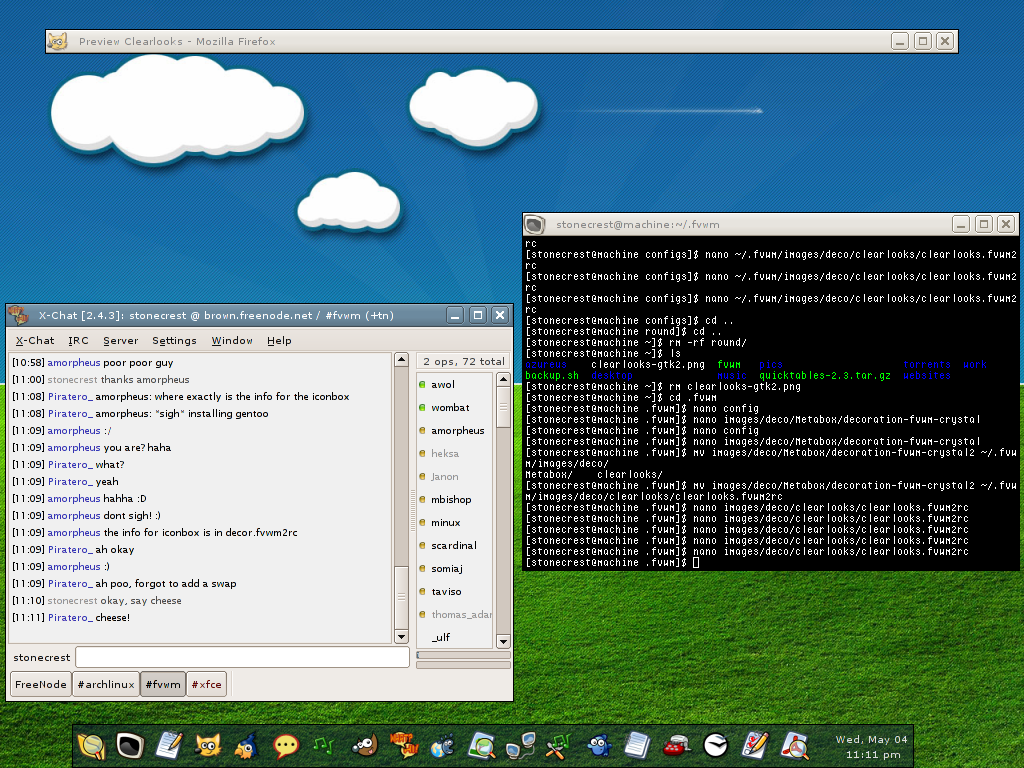 Preview Clearlooks - Mozilla Firefox
stonecrest@machine:~/.fvwm
rc
[stonecrest@machine configs]$ nano ~/.fvwm/images/deco/clearlooks/clearlooks.fvwm2
rc
[stonecrest@machine configs]$ nano ~/.fvwm/images/deco/clearlooks/clearlooks.fvwm2
rc
[stonecrest@machine configs]$ nano ~/.fvwm/images/deco/clearlooks/clearlooks.fvwm2
rc
[stonecrest@machine configs]$ cd ..
[stonecrest@machine round]$ cd ..
[stonecrest@machine ~]$ rm -rf round/
[stonecrest@machine ~]$ ls
clearlooks-gtk2.png fvwm pics torrents work
backup.sh desktop music quicktables-2.3.tar.gz websites
[stonecrest@machine ~]$ rm clearlooks-gtk2.png
[stonecrest@machine ~]$ cd .fvwm
[stonecrest@machine .fvwm]$ nano config
[stonecrest@machine .fvwm]$ nano images/deco/Metabox/decoration-fvwm-crystal
[stonecrest@machine .fvwm]$ nano config
[stonecrest@machine .fvwm]$ nano images/deco/Metabox/decoration-fvwm-crystal
[stonecrest@machine .fvwm]$ mv images/deco/Metabox/decoration-fvwm-crystal2 ~/.fvw
m/images/deco/
Metabox/ clearlooks/
[stonecrest@machine .fvwm]$ mv images/deco/Metabox/decoration-fvwm-crystal2 ~/.fvw
m/images/deco/clearlooks/clearlooks.fvwm2rc
[stonecrest@machine .fvwm]$ nano images/deco/clearlooks/clearlooks.fvwm2rc
[stonecrest@machine .fvwm]$ nano images/deco/clearlooks/clearlooks.fvwm2rc
[stonecrest@machine .fvwm]$ nano images/deco/clearlooks/clearlooks.fvwm2rc
[stonecrest@machine .fvwm]$ nano images/deco/clearlooks/clearlooks.fvwm2rc
[stonecrest@machine .fvwm]$ nano images/deco/clearlooks/clearlooks.fvwm2rc
[stonecrest@machine .fvwm]$
X-Chat [2.4.3]: stonecrest @ brown.freenode.net / #fvwm (+tn)
X-Chat IRC Server Settings Window Help
[10:58] amorpheus poor poor guy
[11:00] stonecrest thanks amorpheus
[11:08] Piratero_ amorpheus: where exactly is the info for the iconbox
[11:08] Piratero_ amorpheus: *sigh* installing gentoo
[11:09] amorpheus :/
[11:09] amorpheus you are? haha
[11:09] Piratero_ what?
[11:09] Piratero_ yeah
[11:09] amorpheus hahha :D
[11:09] amorpheus dont sigh! :)
[11:09] amorpheus the info for iconbox is in decor.fvwm2rc
[11:09] Piratero_ ah okay
[11:09] amorpheus :)
[11:09] Piratero_ ah poo, forgot to add a swap
[11:10] stonecrest okay, say cheese
[11:11] Piratero_ cheese!
2 ops, 72 total
awol
wombat
amorpheus
heksa
Janon
mbishop
minux
scardinal
somiaj
taviso
thomas_adar
_ulf
stonecrest
FreeNode #archlinux #fvwm #xfce
Wed, May 04
11:11 pm